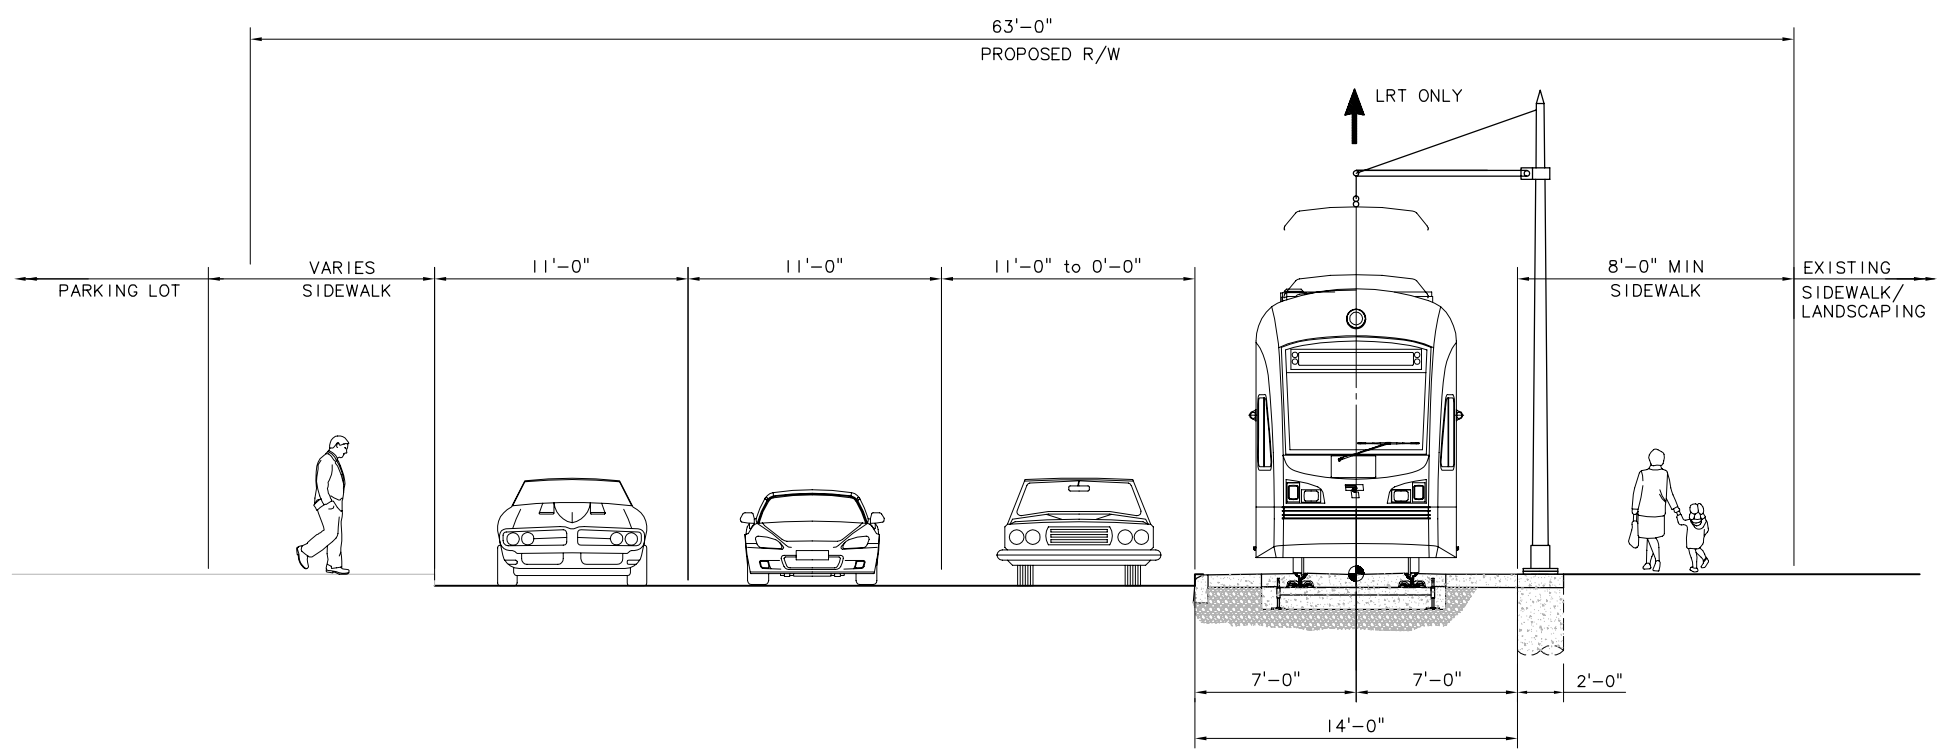 63'-0"
PROPOSED R/W
LRT ONLY
VARIES
SIDEWALK
PARKING LOT
11'-0"
11'-0"
11'-0" to 0'-0"
8'-0" MIN
SIDEWALK
EXISTING
SIDEWALK/
LANDSCAPING
7'-0"
7'-0"
2'-0"
14'-0"